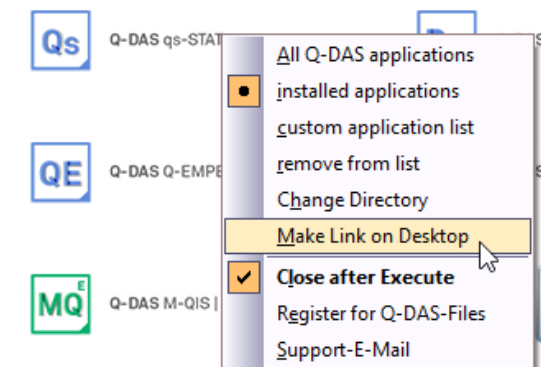 Qs
Q-DAS qs-STAT
All Q-DAS applications
installed applications
custom application list
QE
Q-DAS Q-EMPE
remove from list
Change Directory
Make Link on Desktop
MQ E
Q-DAS M-QIS |
Close after Execute
Register for Q-DAS-Files
Support-E-Mail